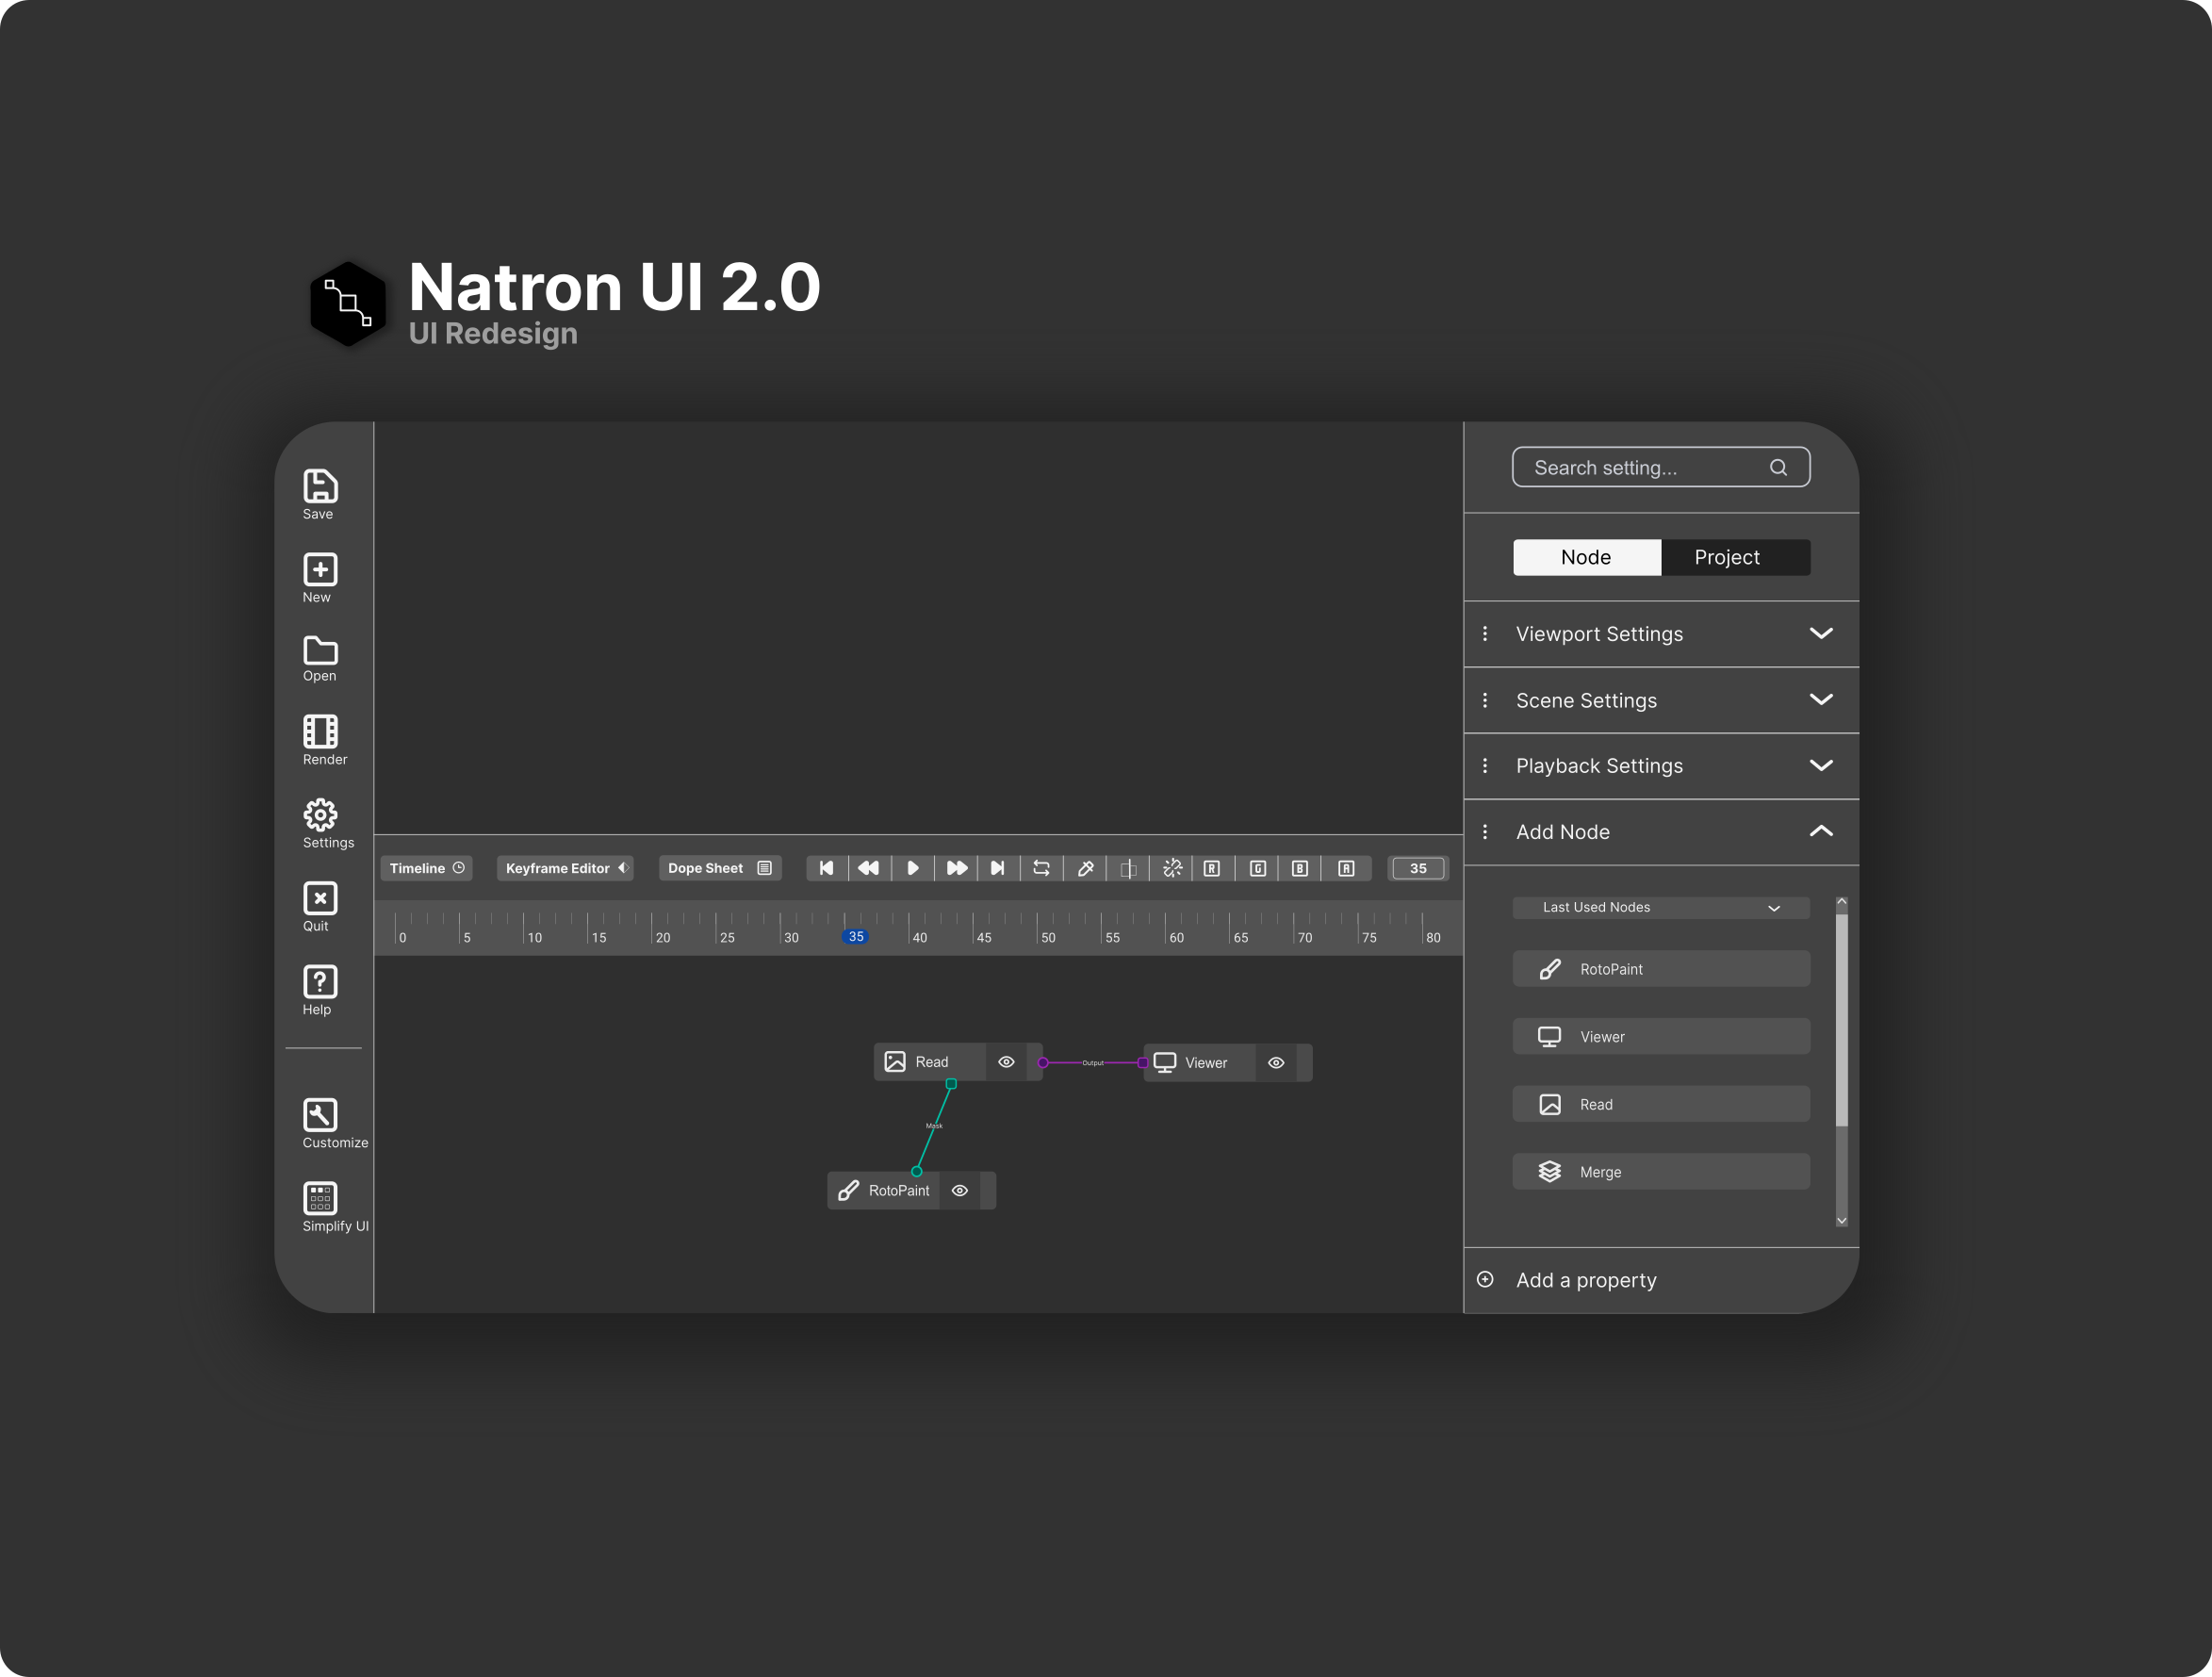 Natron UI 2.0
UI Redesign
Save
New
Open
Render
Settings
Quit
Help
Customize
Simplify UI
Timeline
Keyframe Editor
Dope Sheet
R
G
B
A
35
0 5 10 15 20 25 30 35 40 45 50 55 60 65 70 75 80
Read
Output
Viewer
Mask
RotoPaint
Search setting...
Node Project
Viewport Settings
Scene Settings
Playback Settings
Add Node
Last Used Nodes
RotoPaint
Viewer
Read
Merge
Add a property